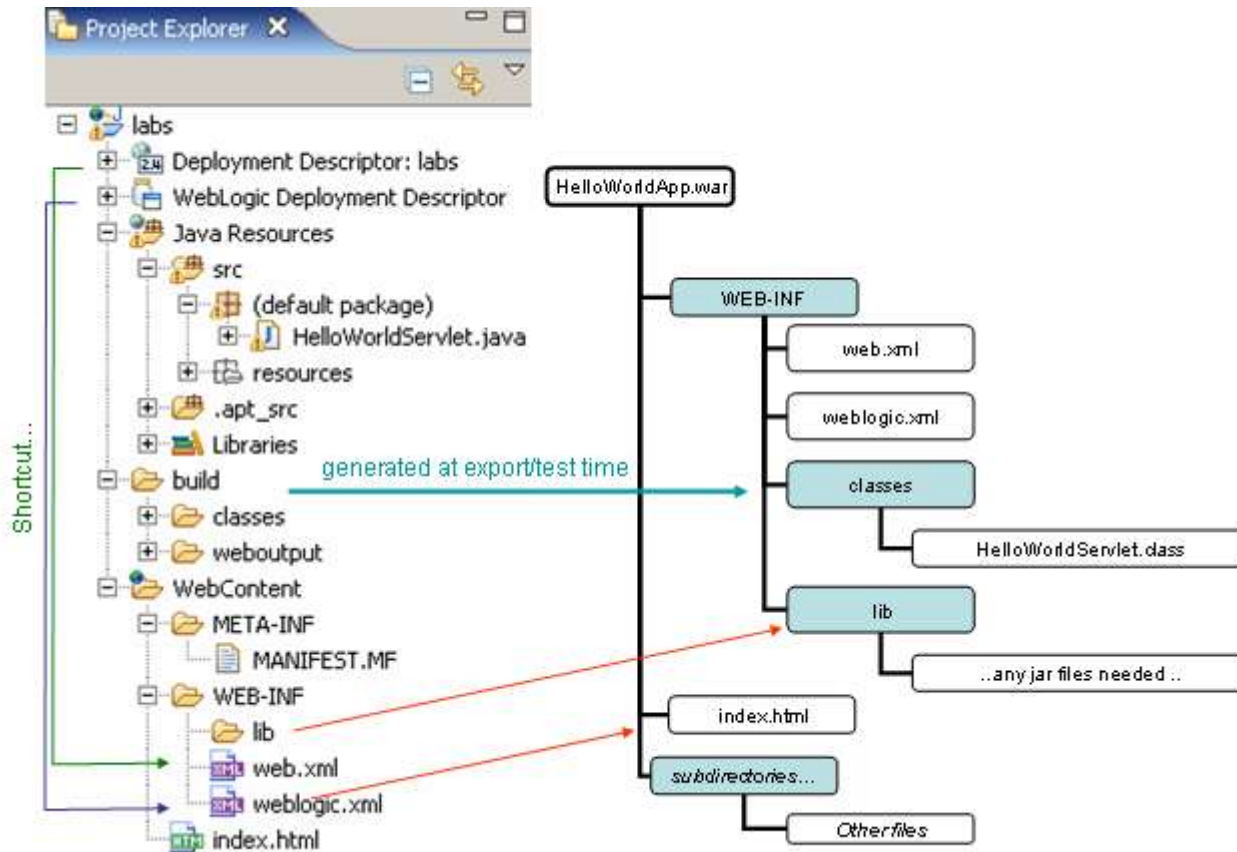 Project Explorer
labs
Deployment Descriptor: labs
WebLogic Deployment Descriptor
Java Resources
src
(default package)
HelloWorldServlet.java
resources
.apt_src
Libraries
build
classes
weboutput
WebContent
META-INF
MANIFEST.MF
WEB-INF
lib
web.xml
weblogic.xml
index.html
Shortcut...
generated at export/test time
HelloWorldApp.war
WEB-INF
web.xml
weblogic.xml
classes
HelloWorldServlet.class
lib
..any jar files needed ..
index.html
subdirectories...
Other files